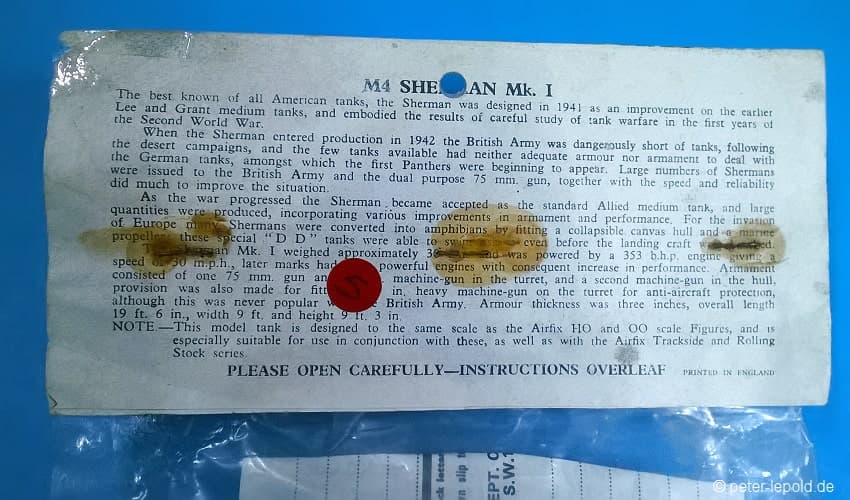 M4 SHE AN Mk. I
The best known of all American tanks, the Sherman was designed in 1941 as an improvement on the earlier
Lee and Grant medium tanks, and embodied the results of careful study of tank warfare in the first years of
the Second World War.
When the Sherman entered production in 1942 the British Army was dangerously short of tanks, following
the desert campaigns, and the few tanks available had neither adequate armour nor armament to deal with
the German tanks, amongst which the first Panthers were beginning to appear. Large numbers of Shermans
were issued to the British Army and the dual purpose 75 mm. gun, together with the speed and reliability
did much to improve the situation.
As the war progressed the Sherman became accepted as the standard Allied medium tank, and large
quantities were produced, incorporating various improvements in armament and performance. For the invasion
of Europe many Shermans were converted into amphibians by fitting a collapsible canvas hull and a marine
propeller, these special "D D" tanks were able to swim even before the landing craft
Mk. I weighed approximately was powered by a 353 b.h.p. engine giving a
speed of 30 m.p.h., later marks had powerful engines with consequent increase in performance. Armament
consisted of one 75 mm. gun and machine-gun in the turret, and a second machine-gun in the hull,
provision was also made for in. heavy machine-gun on the turret for anti-aircraft protection,
although this was never popular British Army. Armour thickness was three inches, overall length
19 ft. 6 in., width 9 ft. and height 9 ft. 3 in.
NOTE.—This model tank is designed to the same scale as the Airfix HO and OO scale Figures, and is
especially suitable for use in conjunction with these, as well as with the Airfix Trackside and Rolling
Stock series.
PLEASE OPEN CAREFULLY—INSTRUCTIONS OVERLEAF PRINTED IN ENGLAND
slip
EPT.
S.W.
© peter-lepold.de